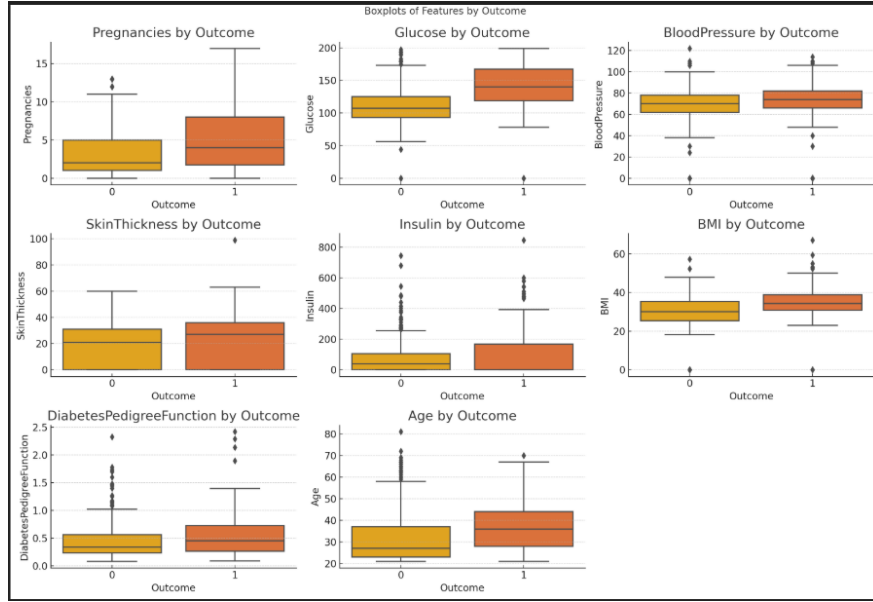 Boxplots of Features by Outcome
Pregnancies by Outcome
Pregnancies
15
10
5
0
0 1
Outcome
Glucose by Outcome
Glucose
200
150
100
50
0
0 1
Outcome
BloodPressure by Outcome
BloodPressure
120
100
80
60
40
20
0
0 1
Outcome
SkinThickness by Outcome
SkinThickness
100
80
60
40
20
0
0 1
Outcome
Insulin by Outcome
Insulin
800
600
400
200
0
0 1
Outcome
BMI by Outcome
BMI
60
40
20
0
0 1
Outcome
DiabetesPedigreeFunction by Outcome
DiabetesPedigreeFunction
2.5
2.0
1.5
1.0
0.5
0.0
0 1
Outcome
Age by Outcome
Age
80
70
60
50
40
30
20
0 1
Outcome